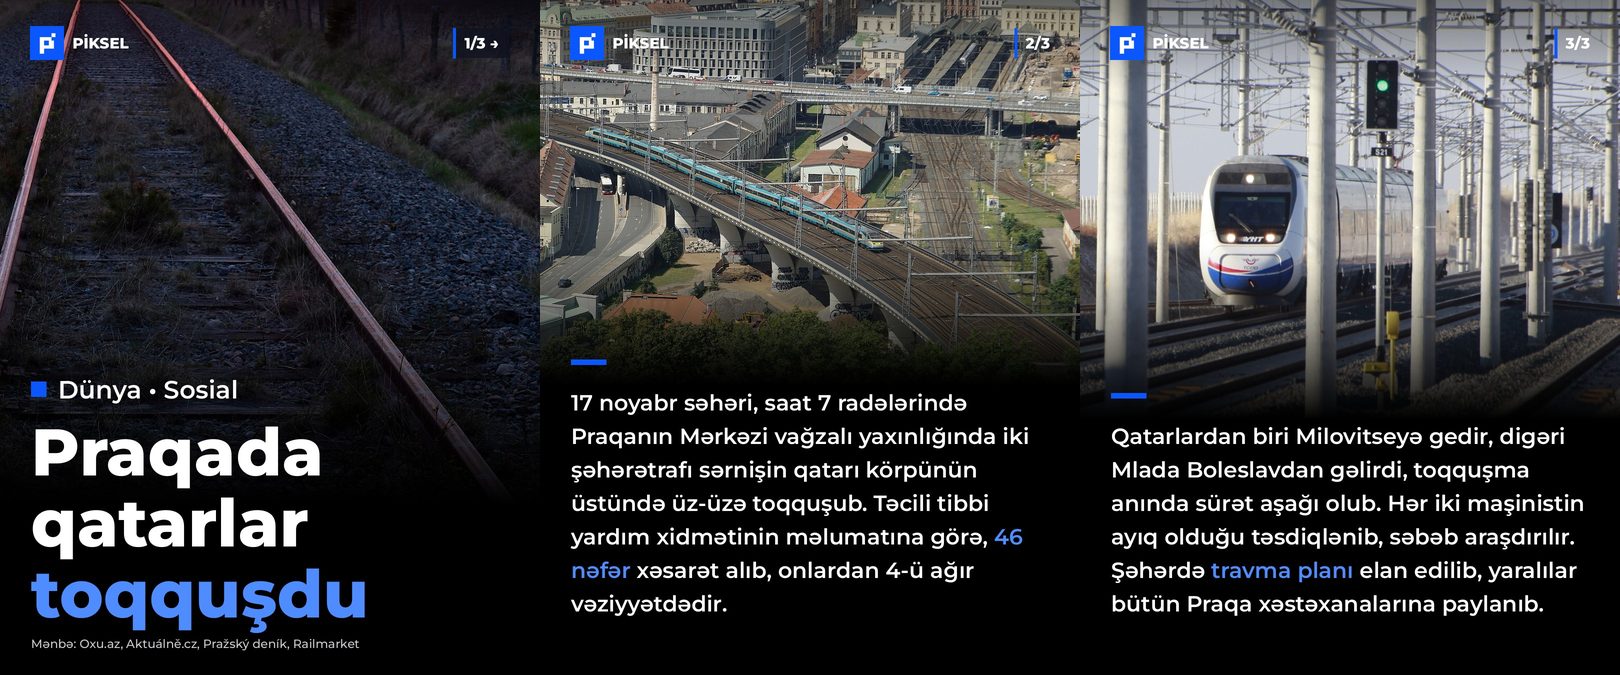 PİKSEL
1/3 →
Dünya • Sosial
Praqada
qatarlar
toqquşdu
Mənbə: Oxu.az, Aktuálně.cz, Pražský deník, Railmarket
PİKSEL
2/3
17 noyabr səhəri, saat 7 radələrində
Praqanın Mərkəzi vağzalı yaxınlığında iki
şəhərətrafı sərnişin qatarı körpünün
üstündə üz-üzə toqquşub. Təcili tibbi
yardım xidmətinin məlumatına görə, 46
nəfər xəsarət alıb, onlardan 4-ü ağır
vəziyyətdədir.
PİKSEL
3/3
S21
YHT
TCDD
Qatarlardan biri Milovitseyə gedir, digəri
Mlada Boleslavdan gəlirdi, toqquşma
anında sürət aşağı olub. Hər iki maşinistin
ayıq olduğu təsdiqlənib, səbəb araşdırılır.
Şəhərdə travma planı elan edilib, yaralılar
bütün Praqa xəstəxanalarına paylanıb.